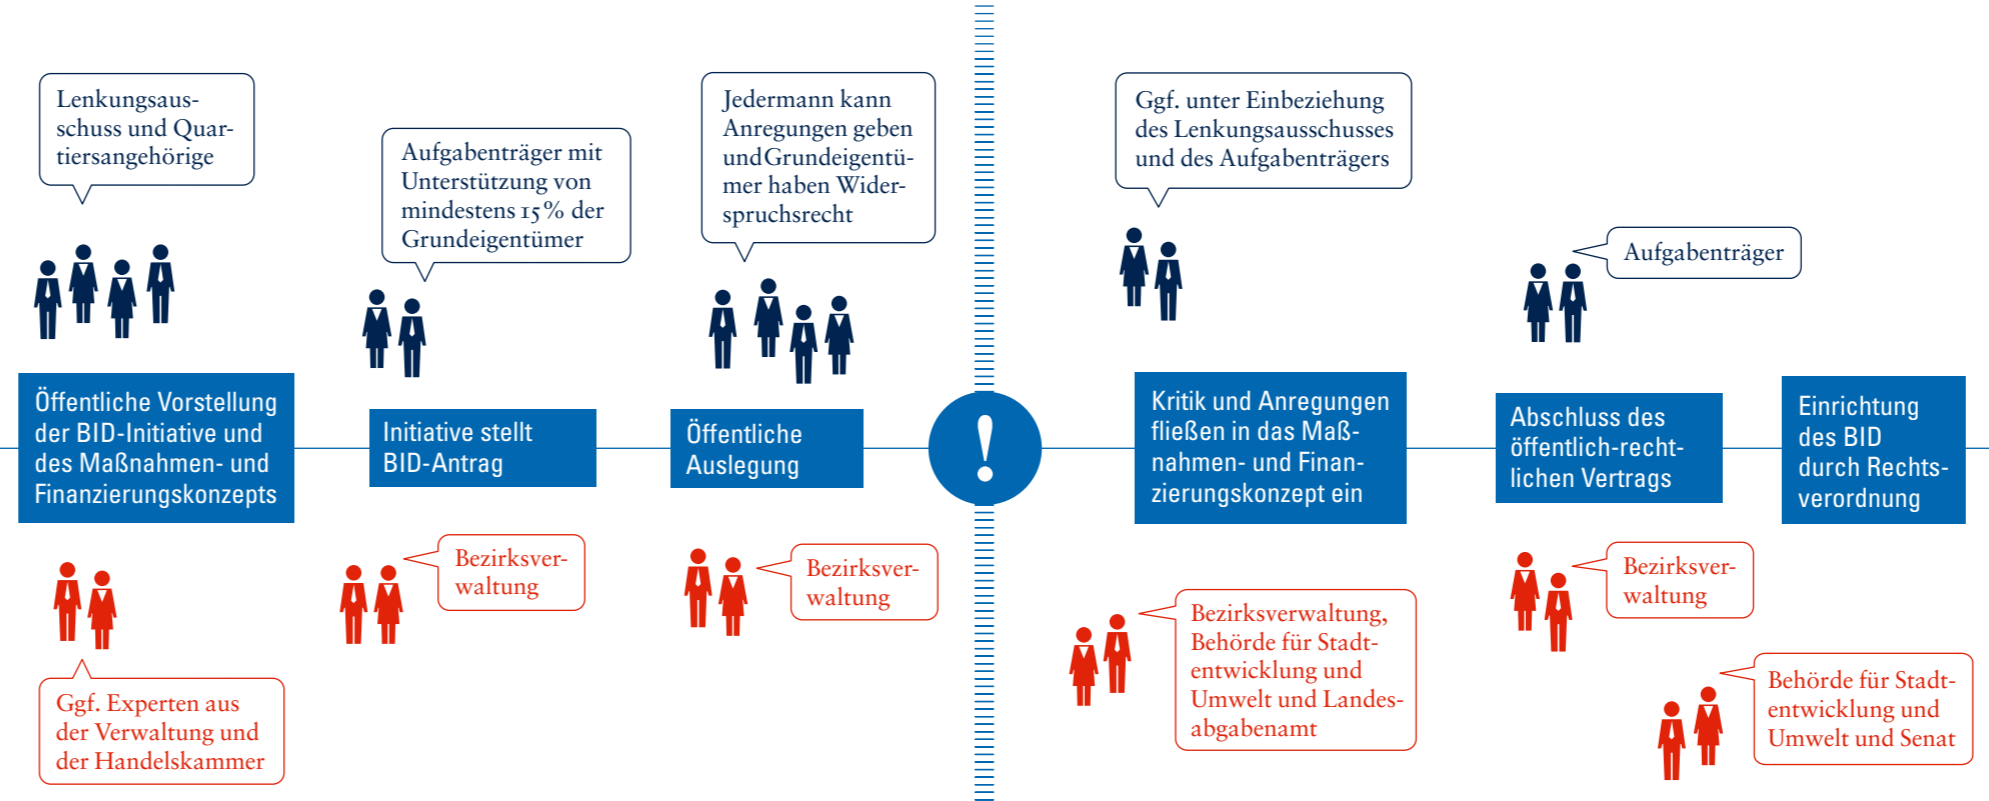 Lenkungsaus-
schuss und Quar-
tiersangehörige
Aufgabenträger mit
Unterstützung von
mindestens 15% der
Grundeigentümer
Jedermann kann
Anregungen geben
und Grundeigentü-
mer haben Wider-
spruchsrecht
Ggf. unter Einbeziehung
des Lenkungsausschusses
und des Aufgabenträgers
Aufgabenträger
Öffentliche Vorstellung
der BID-Initiative und
des Maßnahmen- und
Finanzierungskonzepts
Initiative stellt
BID-Antrag
Öffentliche
Auslegung
!
Kritik und Anregungen
fließen in das Maß-
nahmen- und Finan-
zierungskonzept ein
Abschluss des
öffentlich-recht-
lichen Vertrags
Einrichtung
des BID
durch Rechts-
verordnung
Ggf. Experten aus
der Verwaltung und
der Handelskammer
Bezirksver-
waltung
Bezirksver-
waltung
Bezirksverwaltung,
Behörde für Stadt-
entwicklung und
Umwelt und Landes-
abgabenamt
Bezirksver-
waltung
Behörde für Stadt-
entwicklung und
Umwelt und Senat